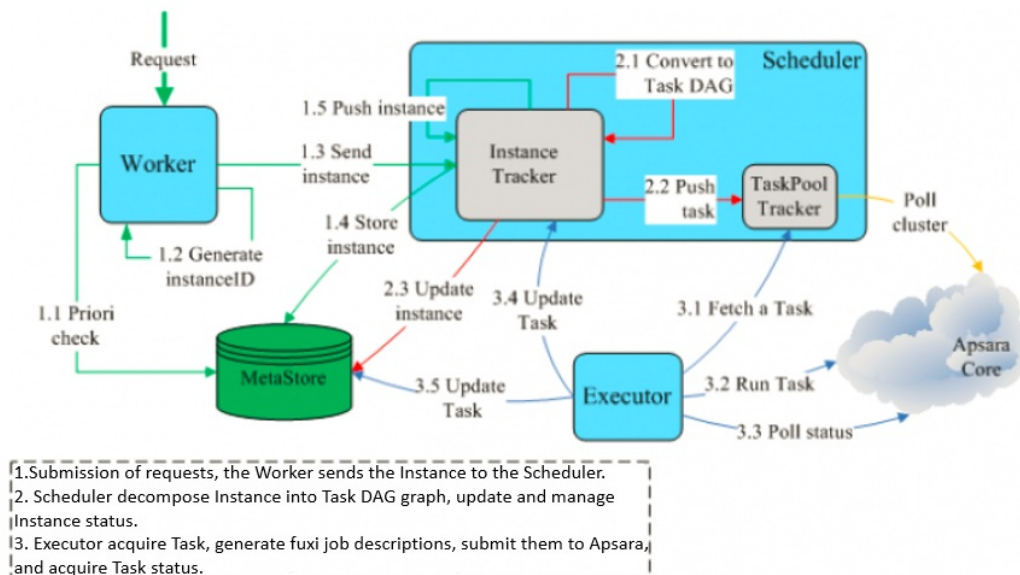 Request
Scheduler
2.1 Convert to
Task DAG
1.5 Push instance
Worker
1.3 Send
instance
Instance
Tracker
2.2 Push
task
TaskPool
Tracker
Poll
cluster
1.4 Store
instance
1.2 Generate
instanceID
1.1 Priori
check
2.3 Update
instance
3.4 Update
Task
3.1 Fetch a Task
MetaStore
3.5 Update
Task
Executor
3.2 Run Task
3.3 Poll status
Apsara
Core
1.Submission of requests, the Worker sends the Instance to the Scheduler.
2. Scheduler decompose Instance into Task DAG graph, update and manage
Instance status.
3. Executor acquire Task, generate fuxi job descriptions, submit them to Apsara,
and acquire Task status.